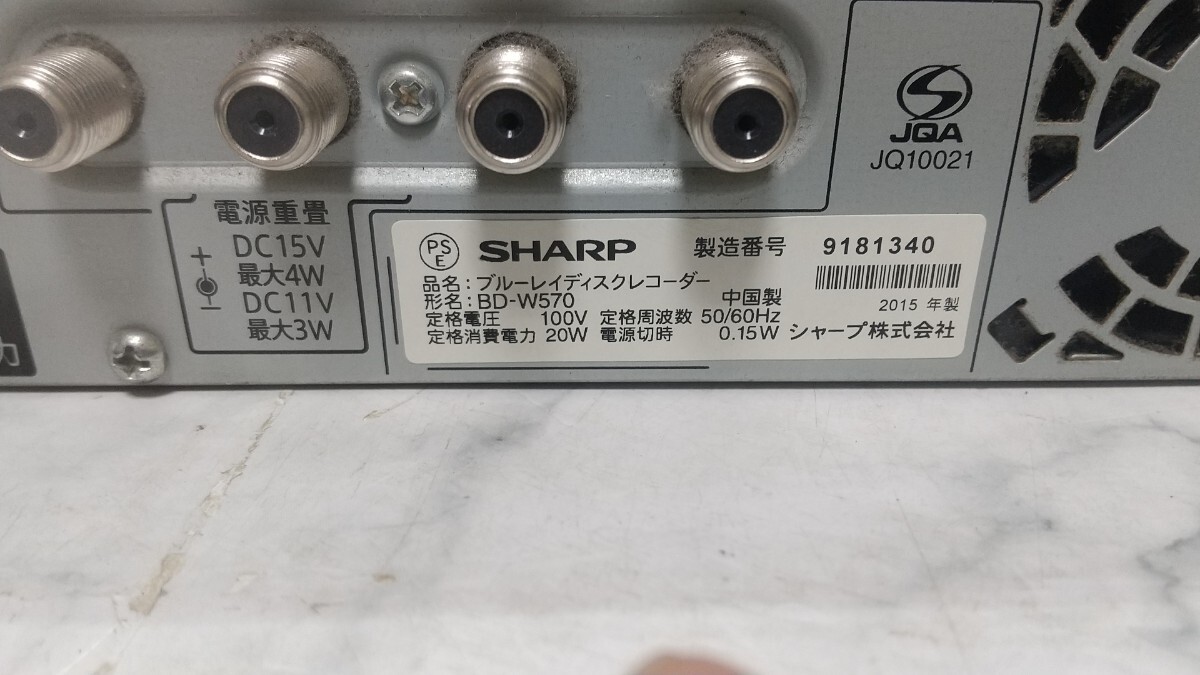 JQA
JQ10021
電源重畳
DC15V
最大4W
DC11V
最大3W
PS
E
SHARP 製造番号 9181340
品名:ブルーレイディスクレコーダー
形名:BD-W570 中国製 2015 年製
定格電圧 100V 定格周波数 50/60Hz
定格消費電力 20W 電源切時 0.15W シャープ株式会社
力